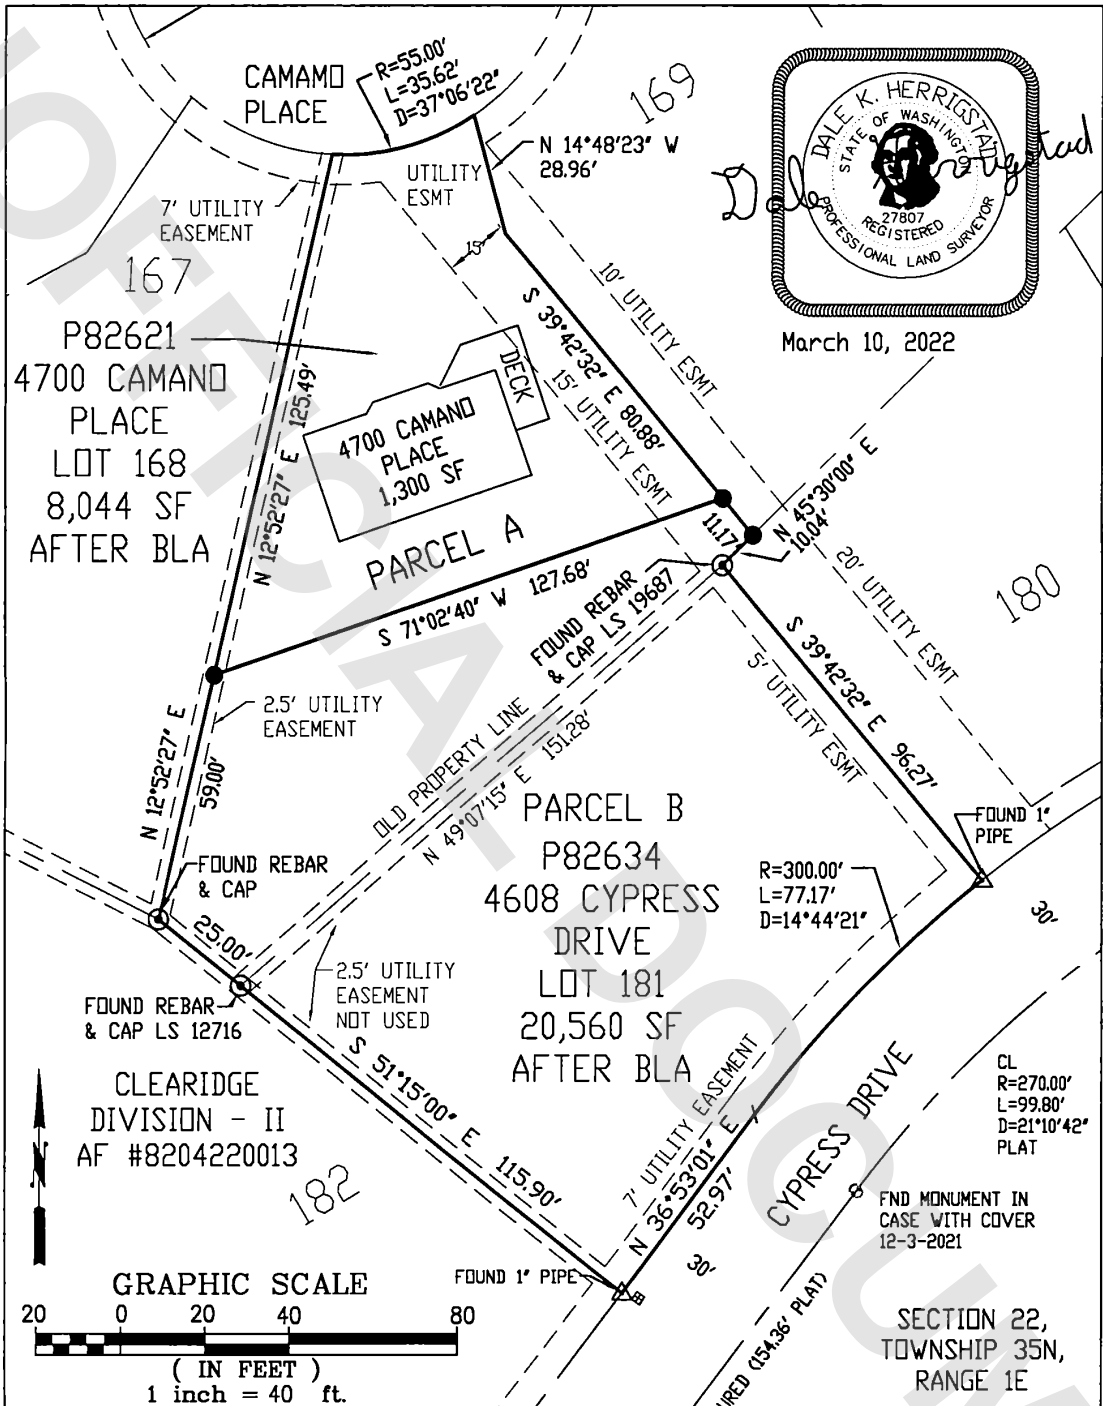 CAMAMO
PLACE
R=55.00'
L=35.62'
D=37°06'22"
169
N 14°48'23" W
28.96'
UTILITY
ESMT
7' UTILITY
EASEMENT
15'
167
DALE K. HERRIGSTAD
STATE OF WASHINGTON
27807
REGISTERED
PROFESSIONAL LAND SURVEYOR
March 10, 2022
10' UTILITY ESMT
S 39°42'32" E 80.88'
15' UTILITY ESMT
P82621
4700 CAMANO
PLACE
LOT 168
8,044 SF
AFTER BLA
N 12°52'27" E 125.49'
DECK
4700 CAMANO
PLACE
1,300 SF
PARCEL A
S 71°02'40" W 127.68'
11.17'
N 45°30'00" E
10.04'
FOUND REBAR
& CAP LS 19687
20' UTILITY ESMT
180
S 39°42'32" E 96.27'
5' UTILITY ESMT
2.5' UTILITY
EASEMENT
N 12°52'27" E
59.00'
OLD PROPERTY LINE
N 49°07'15" E 151.28'
PARCEL B
P82634
4608 CYPRESS
DRIVE
LOT 181
20,560 SF
AFTER BLA
FOUND 1"
PIPE
R=300.00'
L=77.17'
D=14°44'21"
30'
FOUND REBAR
& CAP
25.00'
2.5' UTILITY
EASEMENT
NOT USED
FOUND REBAR
& CAP LS 12716
S 51°15'00" E 115.90'
CLEARIDGE
DIVISION - II
AF #8204220013
182
7' UTILITY EASEMENT
N 36°53'01" E
52.97'
CYPRESS DRIVE
CL
R=270.00'
L=99.80'
D=21°10'42"
PLAT
FND MONUMENT IN
CASE WITH COVER
12-3-2021
30'
FOUND 1" PIPE
N
GRAPHIC SCALE
20 0 20 40 80
( IN FEET )
1 inch = 40 ft.
URED (154.36' PLAT)
SECTION 22,
TOWNSHIP 35N,
RANGE 1E
OFFICIAL DOCUM